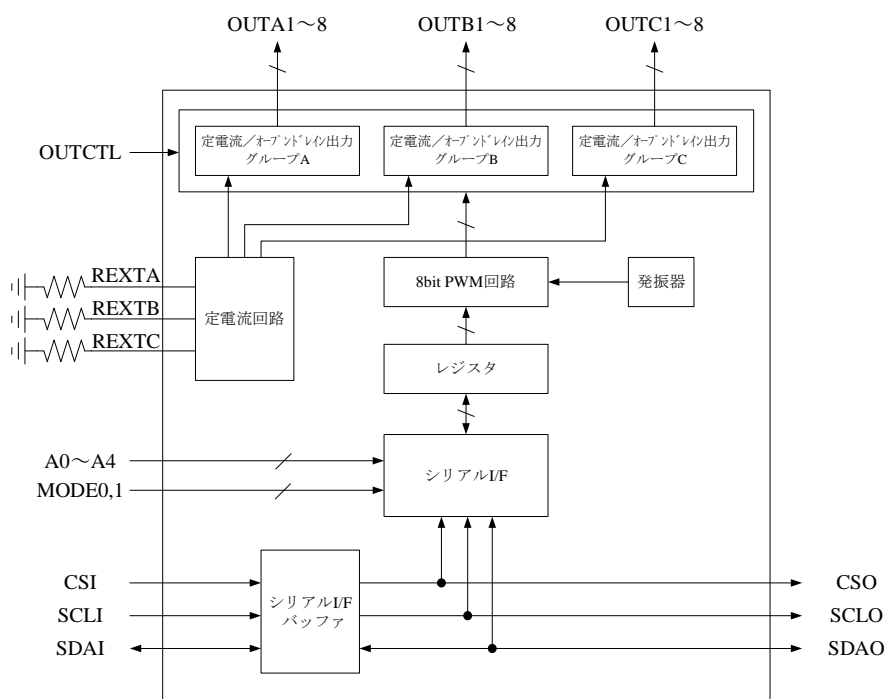 OUTA1～8
OUTB1～8
OUTC1～8
定電流／ｵｰﾌﾟﾝﾄﾞﾚｲﾝ出力
グループA
定電流／ｵｰﾌﾟﾝﾄﾞﾚｲﾝ出力
グループB
定電流／ｵｰﾌﾟﾝﾄﾞﾚｲﾝ出力
グループC
OUTCTL
REXTA
REXTB
REXTC
定電流回路
8bit PWM回路
発振器
レジスタ
A0～A4
MODE0,1
シリアルI/F
CSI
SCLI
SDAI
シリアルI/F
バッファ
CSO
SCLO
SDAO